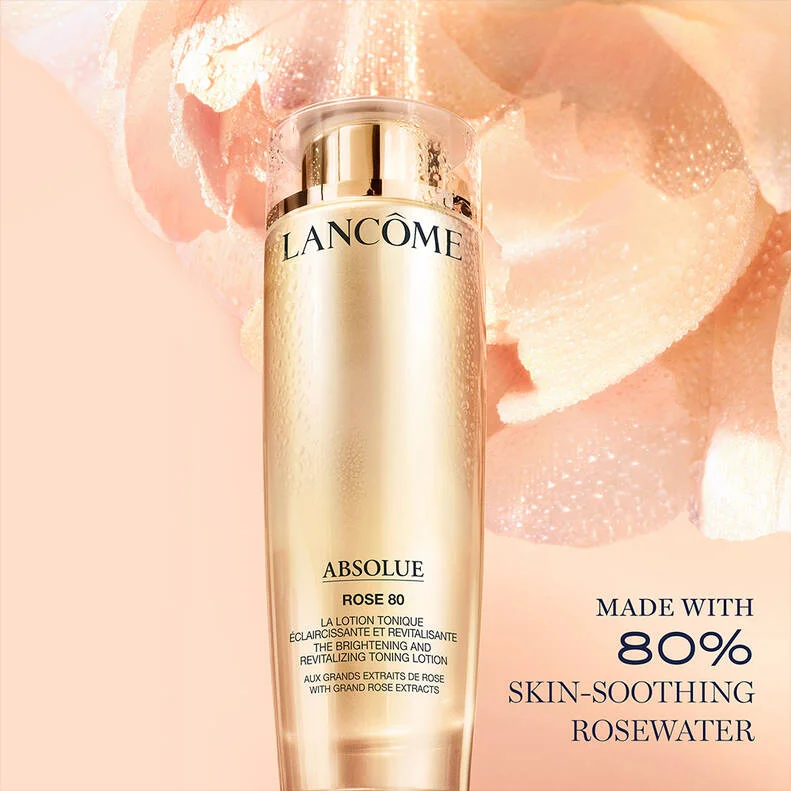 LANCÔME
ABSOLUE
ROSE 80
LA LOTION TONIQUE
ÉCLAIRCISSANTE ET REVITALISANTE
THE BRIGHTENING AND
REVITALIZING TONING LOTION
AUX GRANDS EXTRAITS DE ROSE
WITH GRAND ROSE EXTRACTS
MADE WITH
80%
SKIN-SOOTHING
ROSEWATER